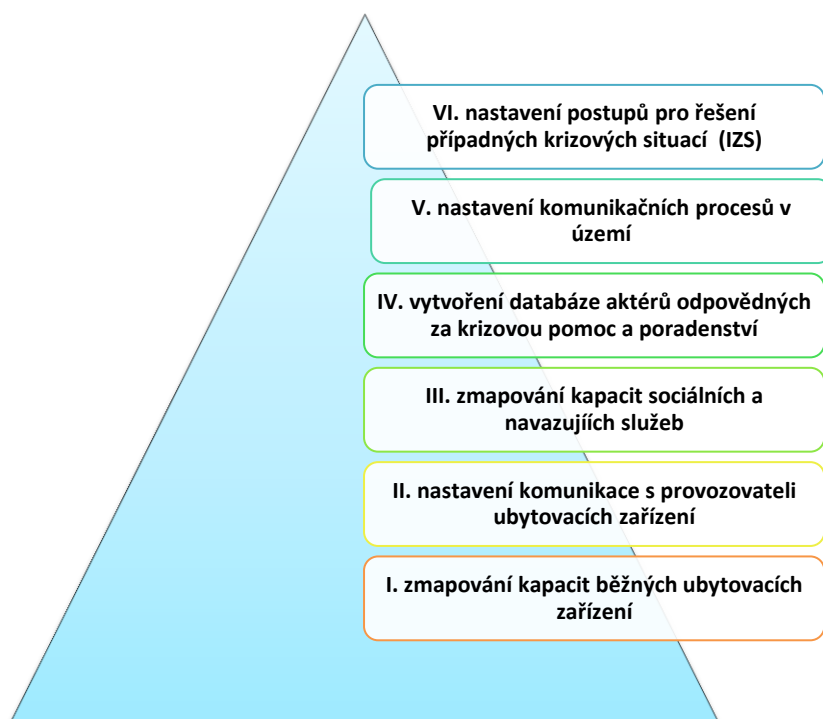 VI. nastavení postupů pro řešení
případných krizových situací (IZS)
V. nastavení komunikačních procesů v
území
IV. vytvoření databáze aktérů odpovědných
za krizovou pomoc a poradenství
III. zmapování kapacit sociálních a
navazujíích služeb
II. nastavení komunikace s provozovateli
ubytovacích zařízení
I. zmapování kapacit běžných ubytovacích
zařízení